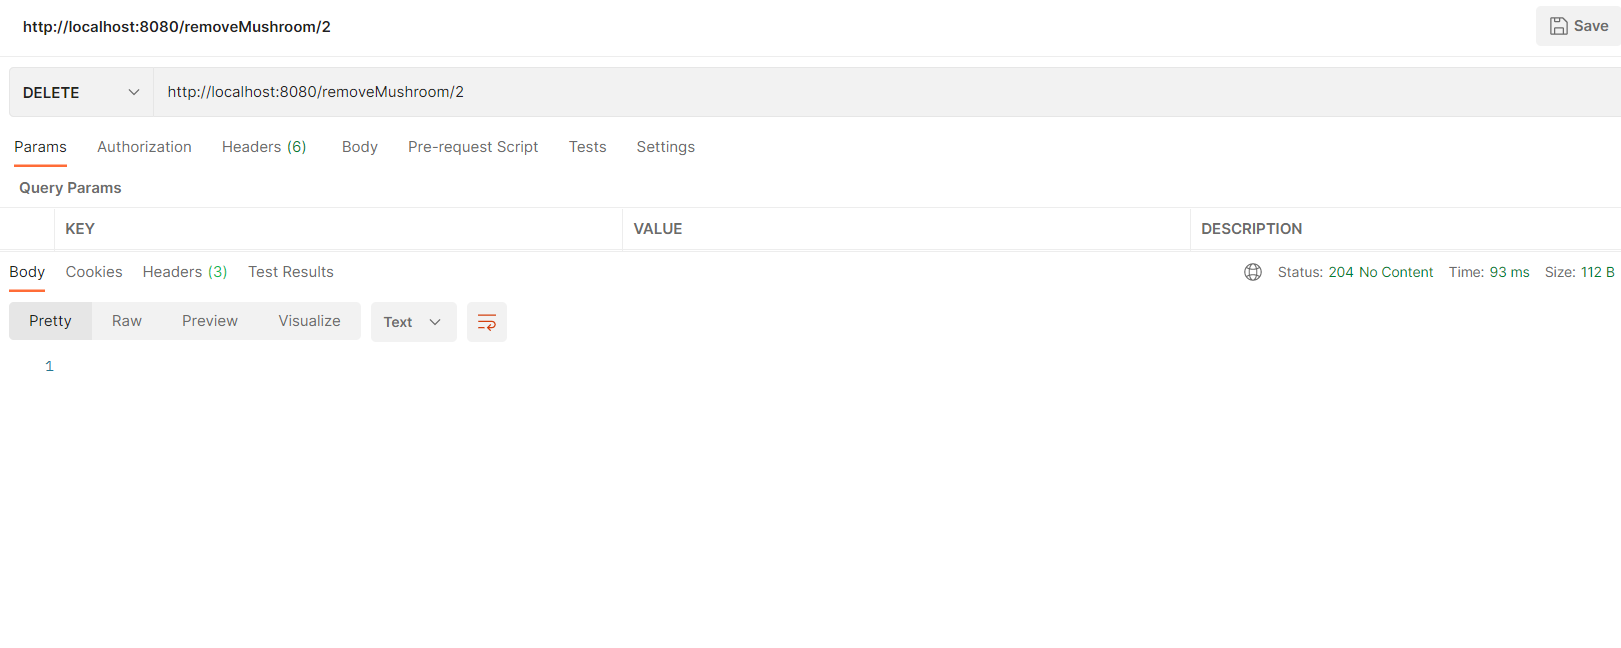 http://localhost:8080/removeMushroom/2
Save
DELETE
http://localhost:8080/removeMushroom/2
Params Authorization Headers (6) Body Pre-request Script Tests Settings
Query Params
KEY VALUE DESCRIPTION
Body Cookies Headers (3) Test Results Status: 204 No Content Time: 93 ms Size: 112 B
Pretty Raw Preview Visualize Text
1